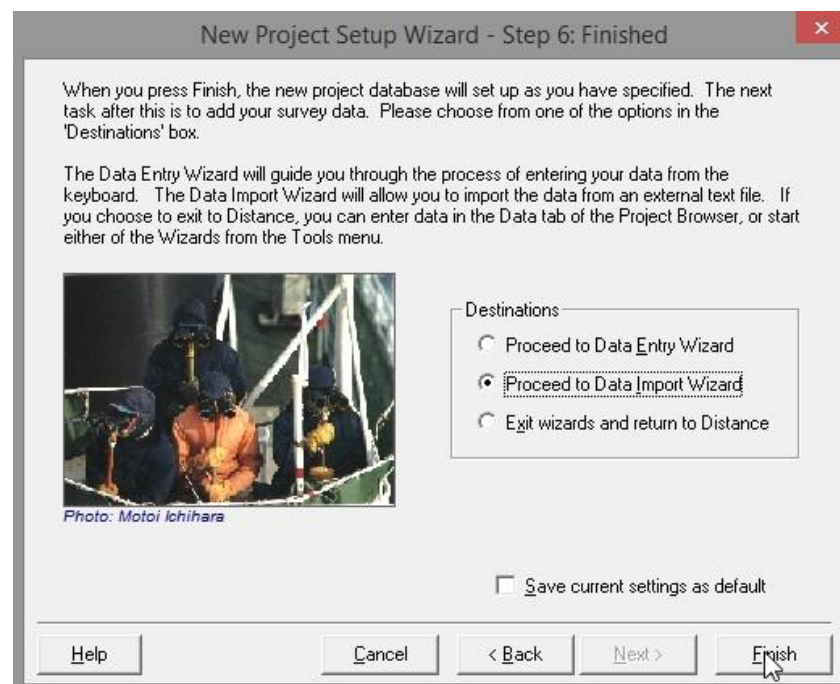 New Project Setup Wizard - Step 6: Finished
When you press Finish, the new project database will set up as you have specified. The next
task after this is to add your survey data. Please choose from one of the options in the
'Destinations' box.
The Data Entry Wizard will guide you through the process of entering your data from the
keyboard. The Data Import Wizard will allow you to import the data from an external text file. If
you choose to exit to Distance, you can enter data in the Data tab of the Project Browser, or start
either of the Wizards from the Tools menu.
Destinations
Proceed to Data Entry Wizard
Proceed to Data Import Wizard
Exit wizards and return to Distance
Photo: Motoi Ichihara
Save current settings as default
Help
Cancel
< Back
Next >
Finish